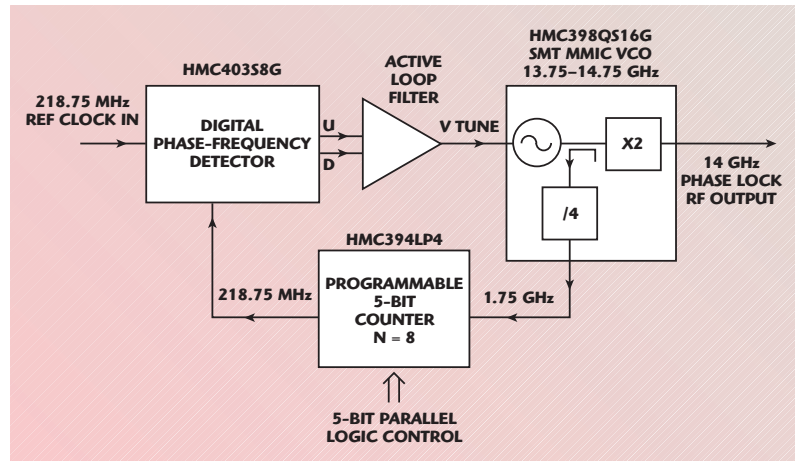 HMC403S8G
218.75 MHz
REF CLOCK IN
DIGITAL
PHASE-FREQUENCY
DETECTOR
U
D
ACTIVE
LOOP
FILTER
V TUNE
HMC398QS16G
SMT MMIC VCO
13.75–14.75 GHz
X2
/4
14 GHz
PHASE LOCK
RF OUTPUT
HMC394LP4
218.75 MHz
PROGRAMMABLE
5-BIT
COUNTER
N = 8
1.75 GHz
5-BIT PARALLEL
LOGIC CONTROL